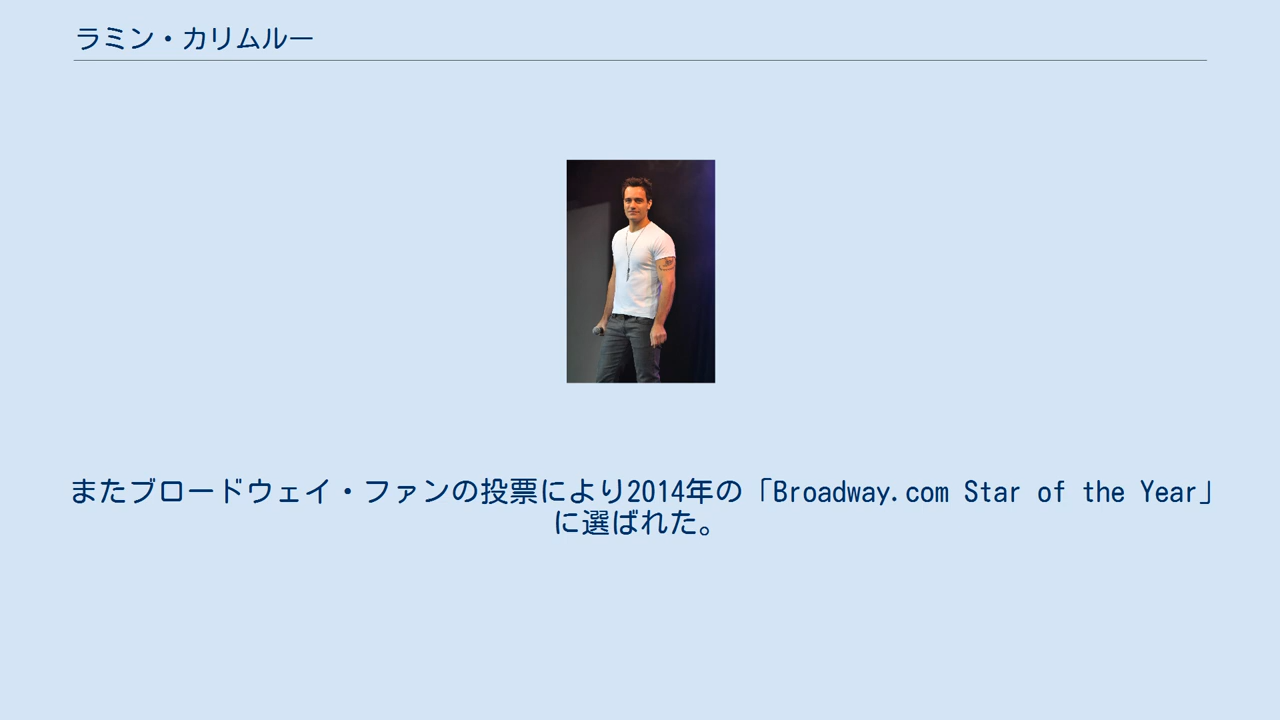 ラミン・カリムルー
またブロードウェイ・ファンの投票により2014年の「Broadway.com Star of the Year」
に選ばれた。